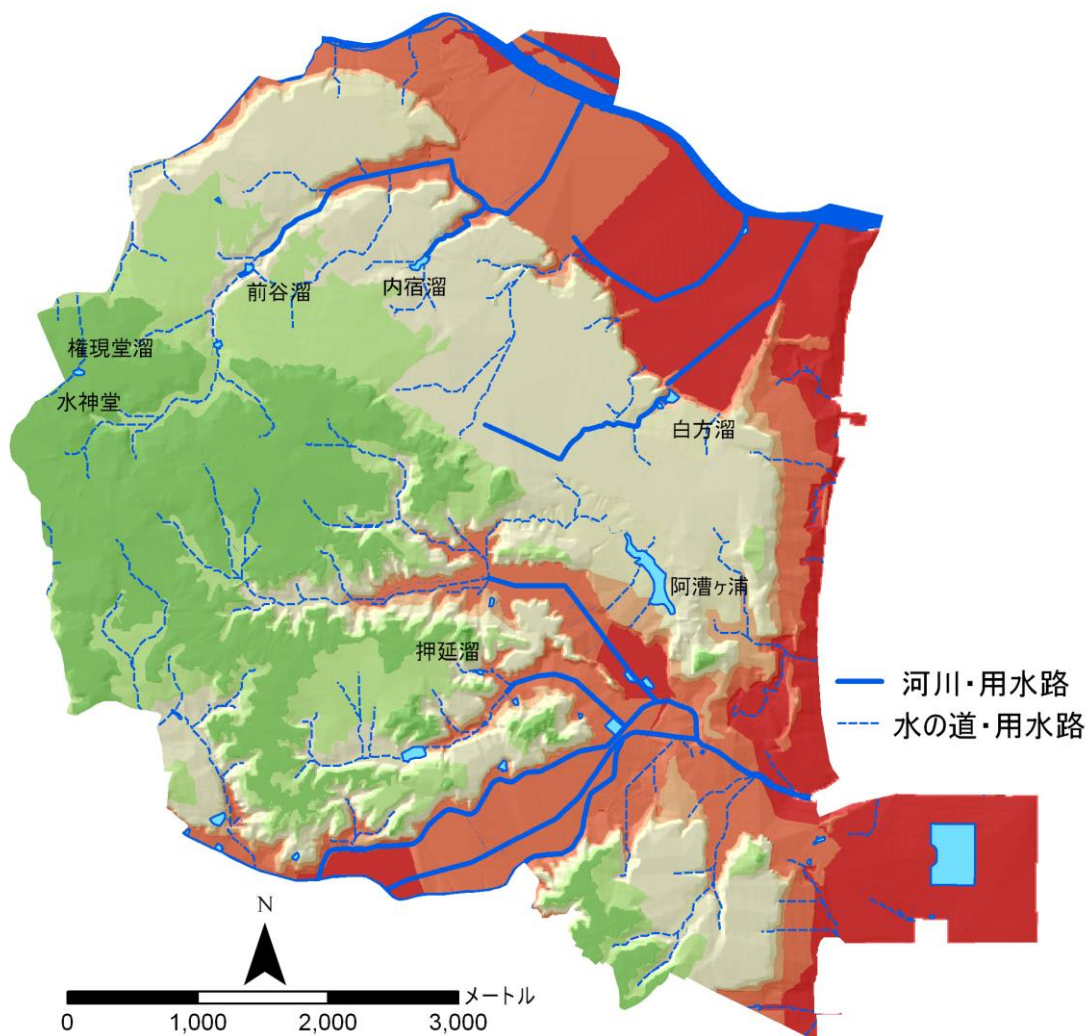 前谷溜
内宿溜
権現堂溜
水神堂
白方溜
阿漕ヶ浦
押延溜
河川・用水路
水の道・用水路
N
メートル
0 1,000 2,000 3,000